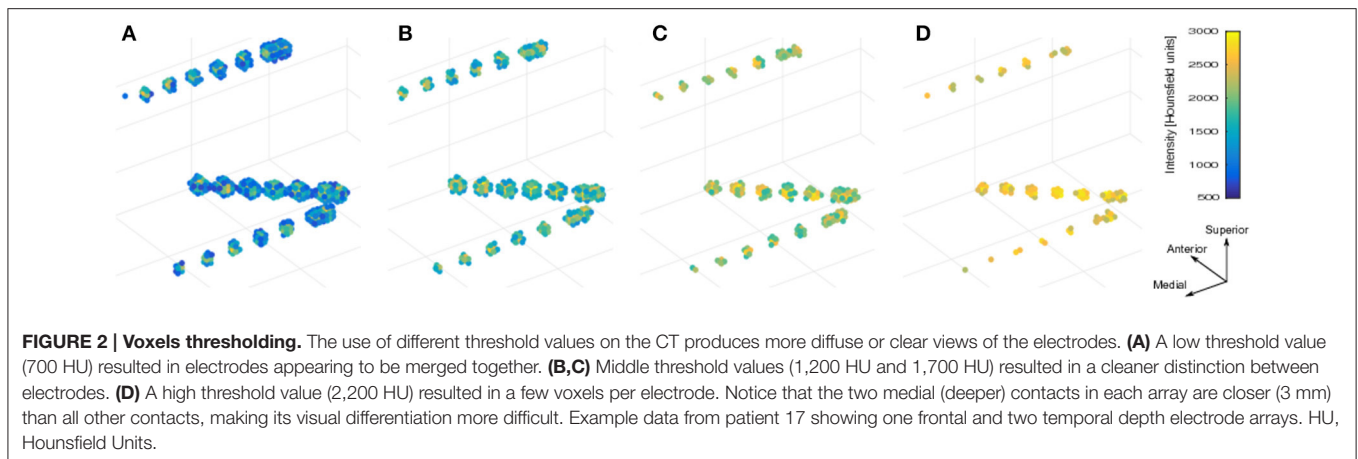 A
B
C
D
3000
2500
2000
1500
1000
500
Intensity [Hounsfield units]
Superior
Anterior
Medial
FIGURE 2 | Voxels thresholding. The use of different threshold values on the CT produces more diffuse or clear views of the electrodes. (A) A low threshold value
(700 HU) resulted in electrodes appearing to be merged together. (B,C) Middle threshold values (1,200 HU and 1,700 HU) resulted in a cleaner distinction between
electrodes. (D) A high threshold value (2,200 HU) resulted in a few voxels per electrode. Notice that the two medial (deeper) contacts in each array are closer (3 mm)
than all other contacts, making its visual differentiation more difficult. Example data from patient 17 showing one frontal and two temporal depth electrode arrays. HU,
Hounsfield Units.